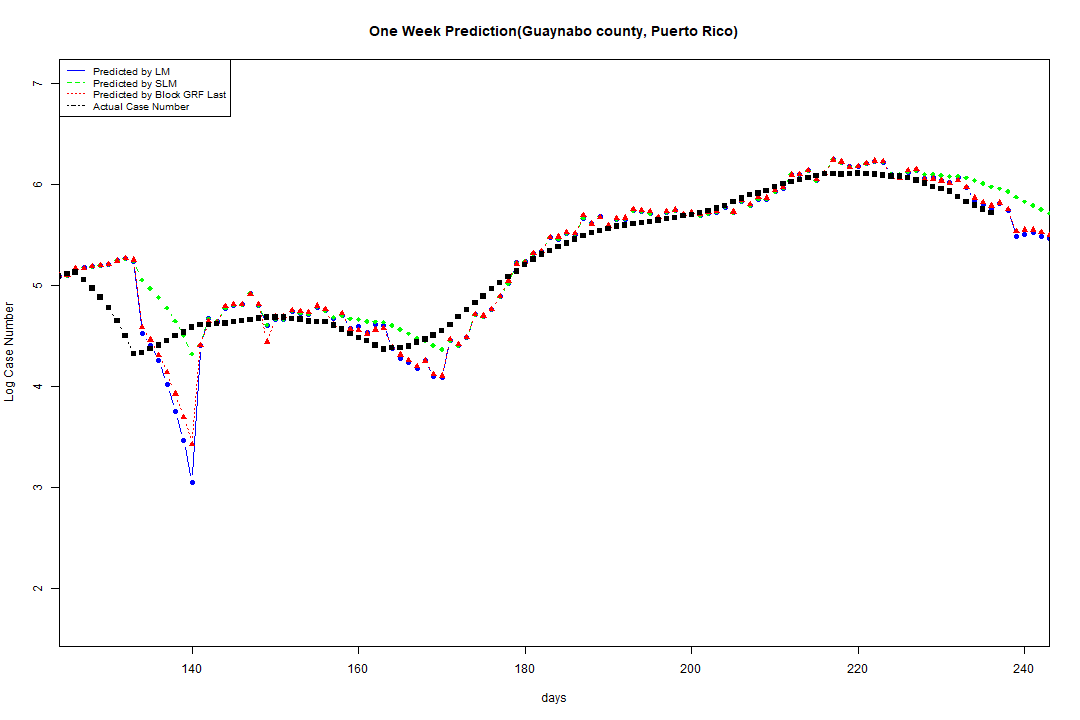 One Week Prediction(Guaynabo county, Puerto Rico)
Predicted by LM
Predicted by SLM
Predicted by Block GRF Last
Actual Case Number
7
6
5
4
3
2
Log Case Number
140 160 180 200 220 240
days